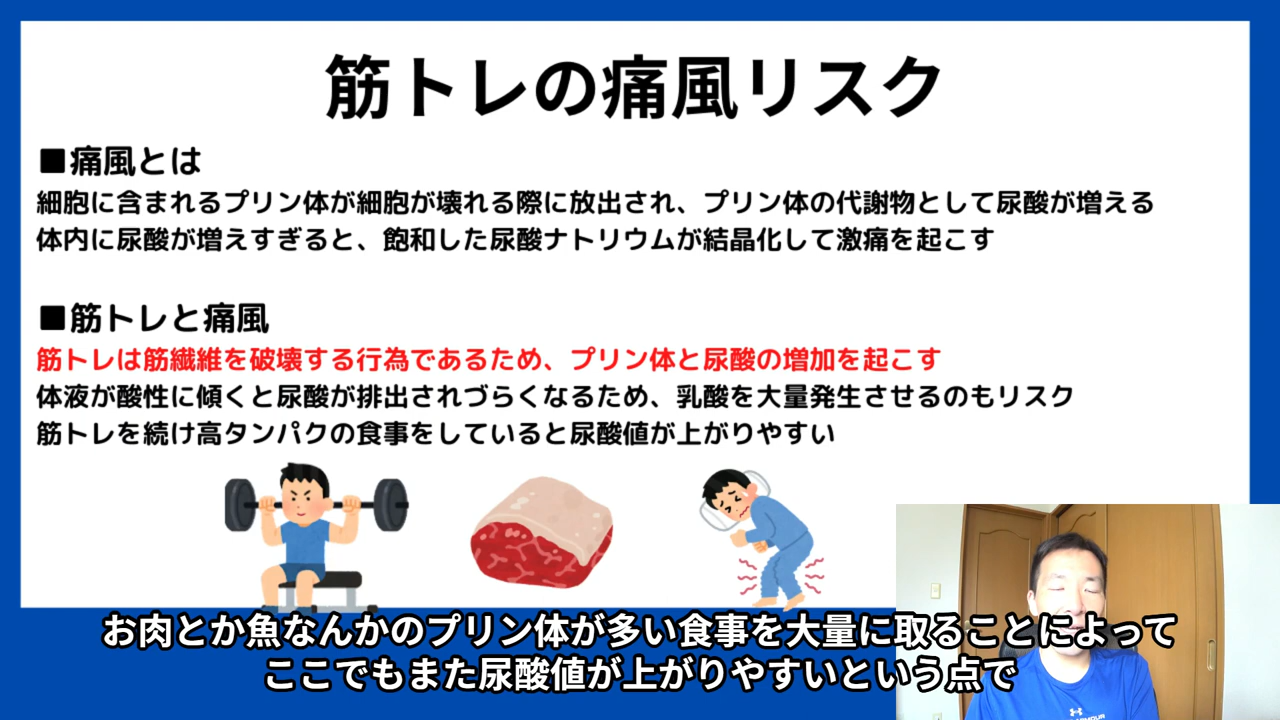 筋トレの痛風リスク
■痛風とは
細胞に含まれるプリン体が細胞が壊れる際に放出され、プリン体の代謝物として尿酸が増える
体内に尿酸が増えすぎると、飽和した尿酸ナトリウムが結晶化して激痛を起こす
■筋トレと痛風
筋トレは筋繊維を破壊する行為であるため、プリン体と尿酸の増加を起こす
体液が酸性に傾くと尿酸が排出されづらくなるため、乳酸を大量発生させるのもリスク
筋トレを続け高タンパクの食事をしていると尿酸値が上がりやすい
お肉とか魚なんかのプリン体が多い食事を大量に取ることによって
ここでもまた尿酸値が上がりやすいという点で